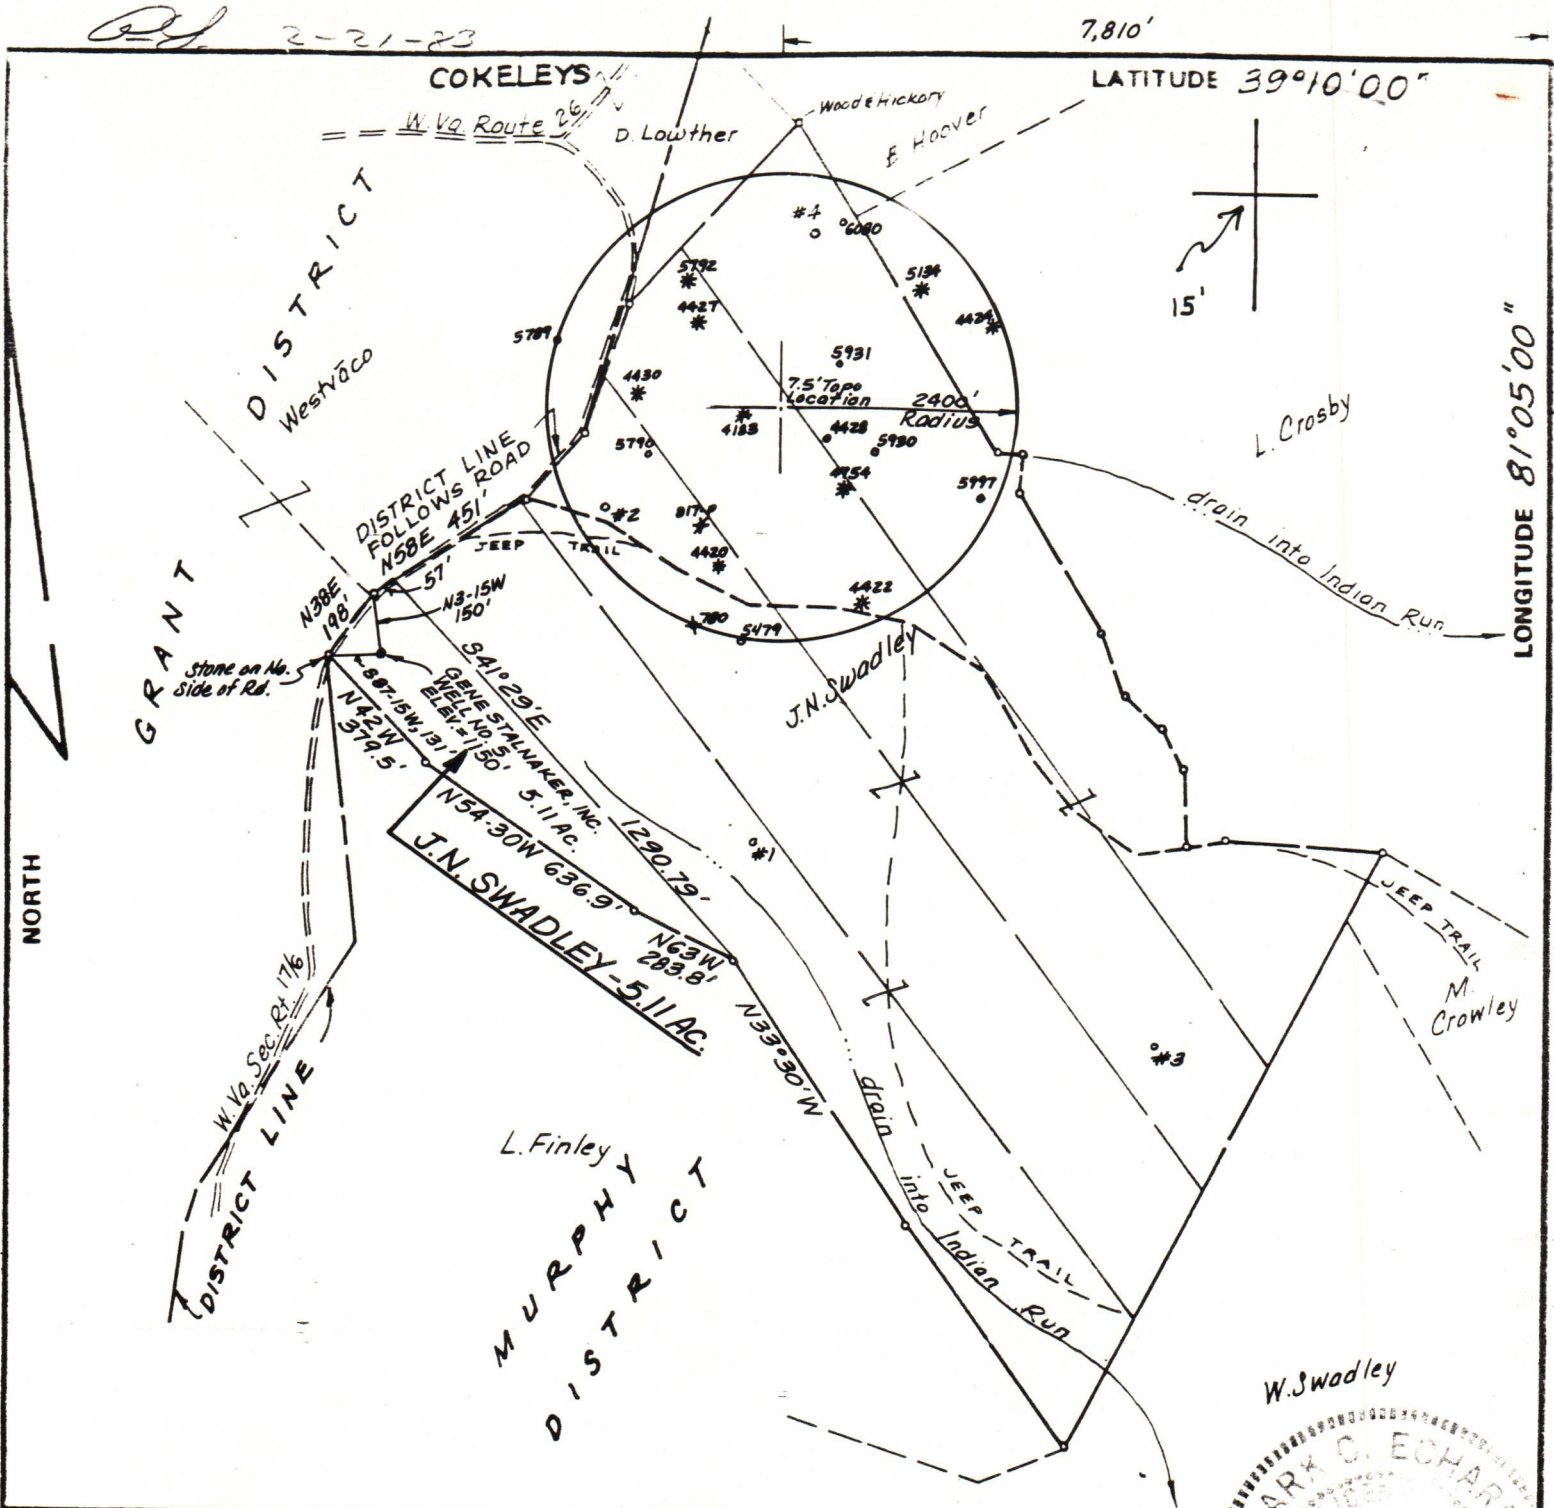 2-21-83
7,810'
COKELEYS
LATITUDE 39°10'00"
W. Va. Route 26
D. Lowther
Wood & Hickory
E Hoover
DISTRICT
Westvaco
#4
6080
5792
5134
4427
4424
15'
5789
5931
4430
7.5' Topo
Location
2400'
Radius
4183
4428
5790
5930
4754
5997
L. Crosby
LONGITUDE 81°05'00"
DISTRICT LINE
FOLLOWS ROAD
N58E 451'
57'
#2
817-P
JEEP TRAIL
4420
4422
780
5479
drain into Indian Run
GRANT
N38E
198'
N3-15W
150'
Stone on No.
Side of Rd.
S87-15W, 131'
N42W
379.5'
S41°29'E
1290.79'
GENE STALNAKER, INC.
WELL NO. 5
ELEV. = 1150'
5.11 AC.
J.N. Swadley
NORTH
N54-30W 636.9'
J.N. SWADLEY-5.11 AC.
N63W
283.8'
#1
N33°30'W
#3
JEEP TRAIL
M.
Crowley
W. Va. Sec. Rt. 17/6
DISTRICT LINE
DISTRICT LINE
L. Finley
MURPHY
DISTRICT
drain into Indian Run
JEEP TRAIL
W. Swadley